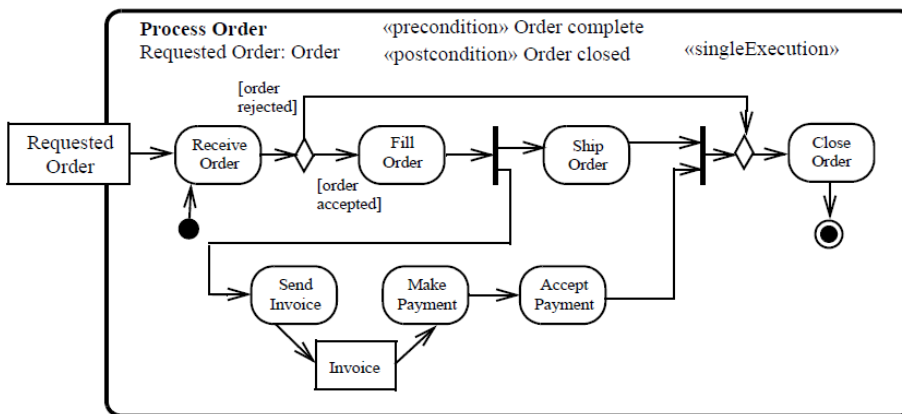 Process Order
«precondition» Order complete
Requested Order: Order
«postcondition» Order closed
«singleExecution»
[order
rejected]
Requested
Order
Receive
Order
Fill
Order
Ship
Order
Close
Order
[order
accepted]
Send
Invoice
Make
Payment
Accept
Payment
Invoice